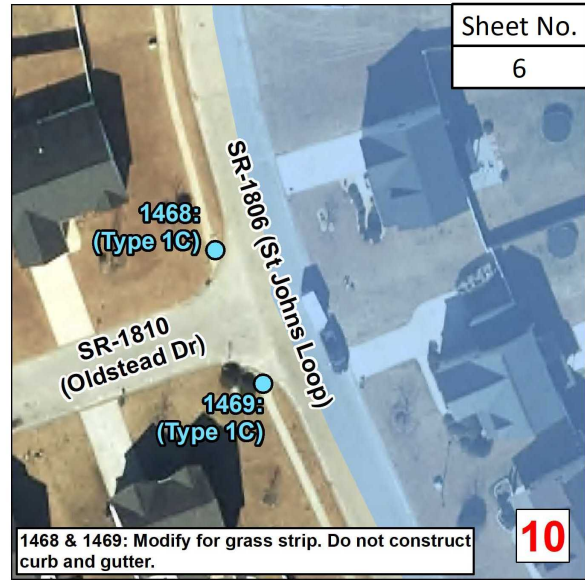 Sheet No.
6
1468:
(Type 1C)
SR-1806 (St Johns Loop)
SR-1810
(Oldstead Dr)
1469:
(Type 1C)
1468 & 1469: Modify for grass strip. Do not construct
curb and gutter.
10